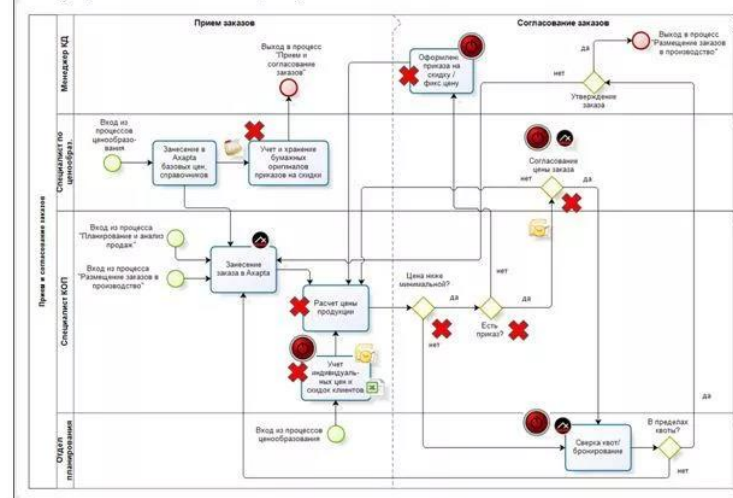 Прием заказов
Согласование заказов
Прием и согласование заказов
Менеджер КД
Выход в процесс
"Прием и
согласование
заказов"
Оформлен.
приказа на
скидку /
фикс.цену
да
нет
Утверждение
заказа
Выход в процесс
"Размещение заказов
в производство"
Специалист по
ценообраз.
Вход из
процессов
ценообразо-
вания
Занесение в
Axapta
базовых цен,
справочников
Учет и хранение
бумажных
оригиналов
приказов на скидки
Согласование
цены заказа
нет
да
Специалист КОП
Вход из процесса
"Планирование и анализ
продаж"
Вход из процесса
"Размещение заказов в
производство"
Занесение
заказа в Axapta
Расчет цены
продукции
Цена ниже
минимальной?
да
нет
нет
да
Есть
приказ?
Учет
индивидуаль-
ных цен и
скидок клиентов
да
Отдел
планирования
Вход из процессов
ценообразования
Сверка квот/
бронирование
В пределах
квоты?
нет